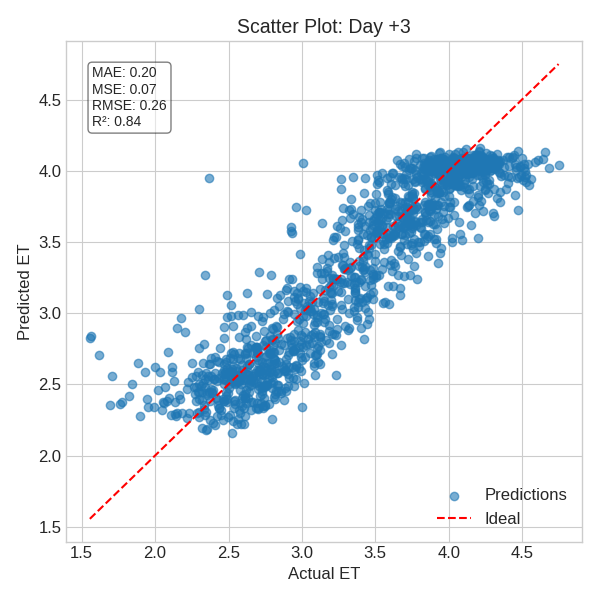 Scatter Plot: Day +3
MAE: 0.20
MSE: 0.07
RMSE: 0.26
R²: 0.84
4.5
4.0
3.5
3.0
2.5
2.0
1.5
Predicted ET
Predictions
Ideal
1.5 2.0 2.5 3.0 3.5 4.0 4.5
Actual ET